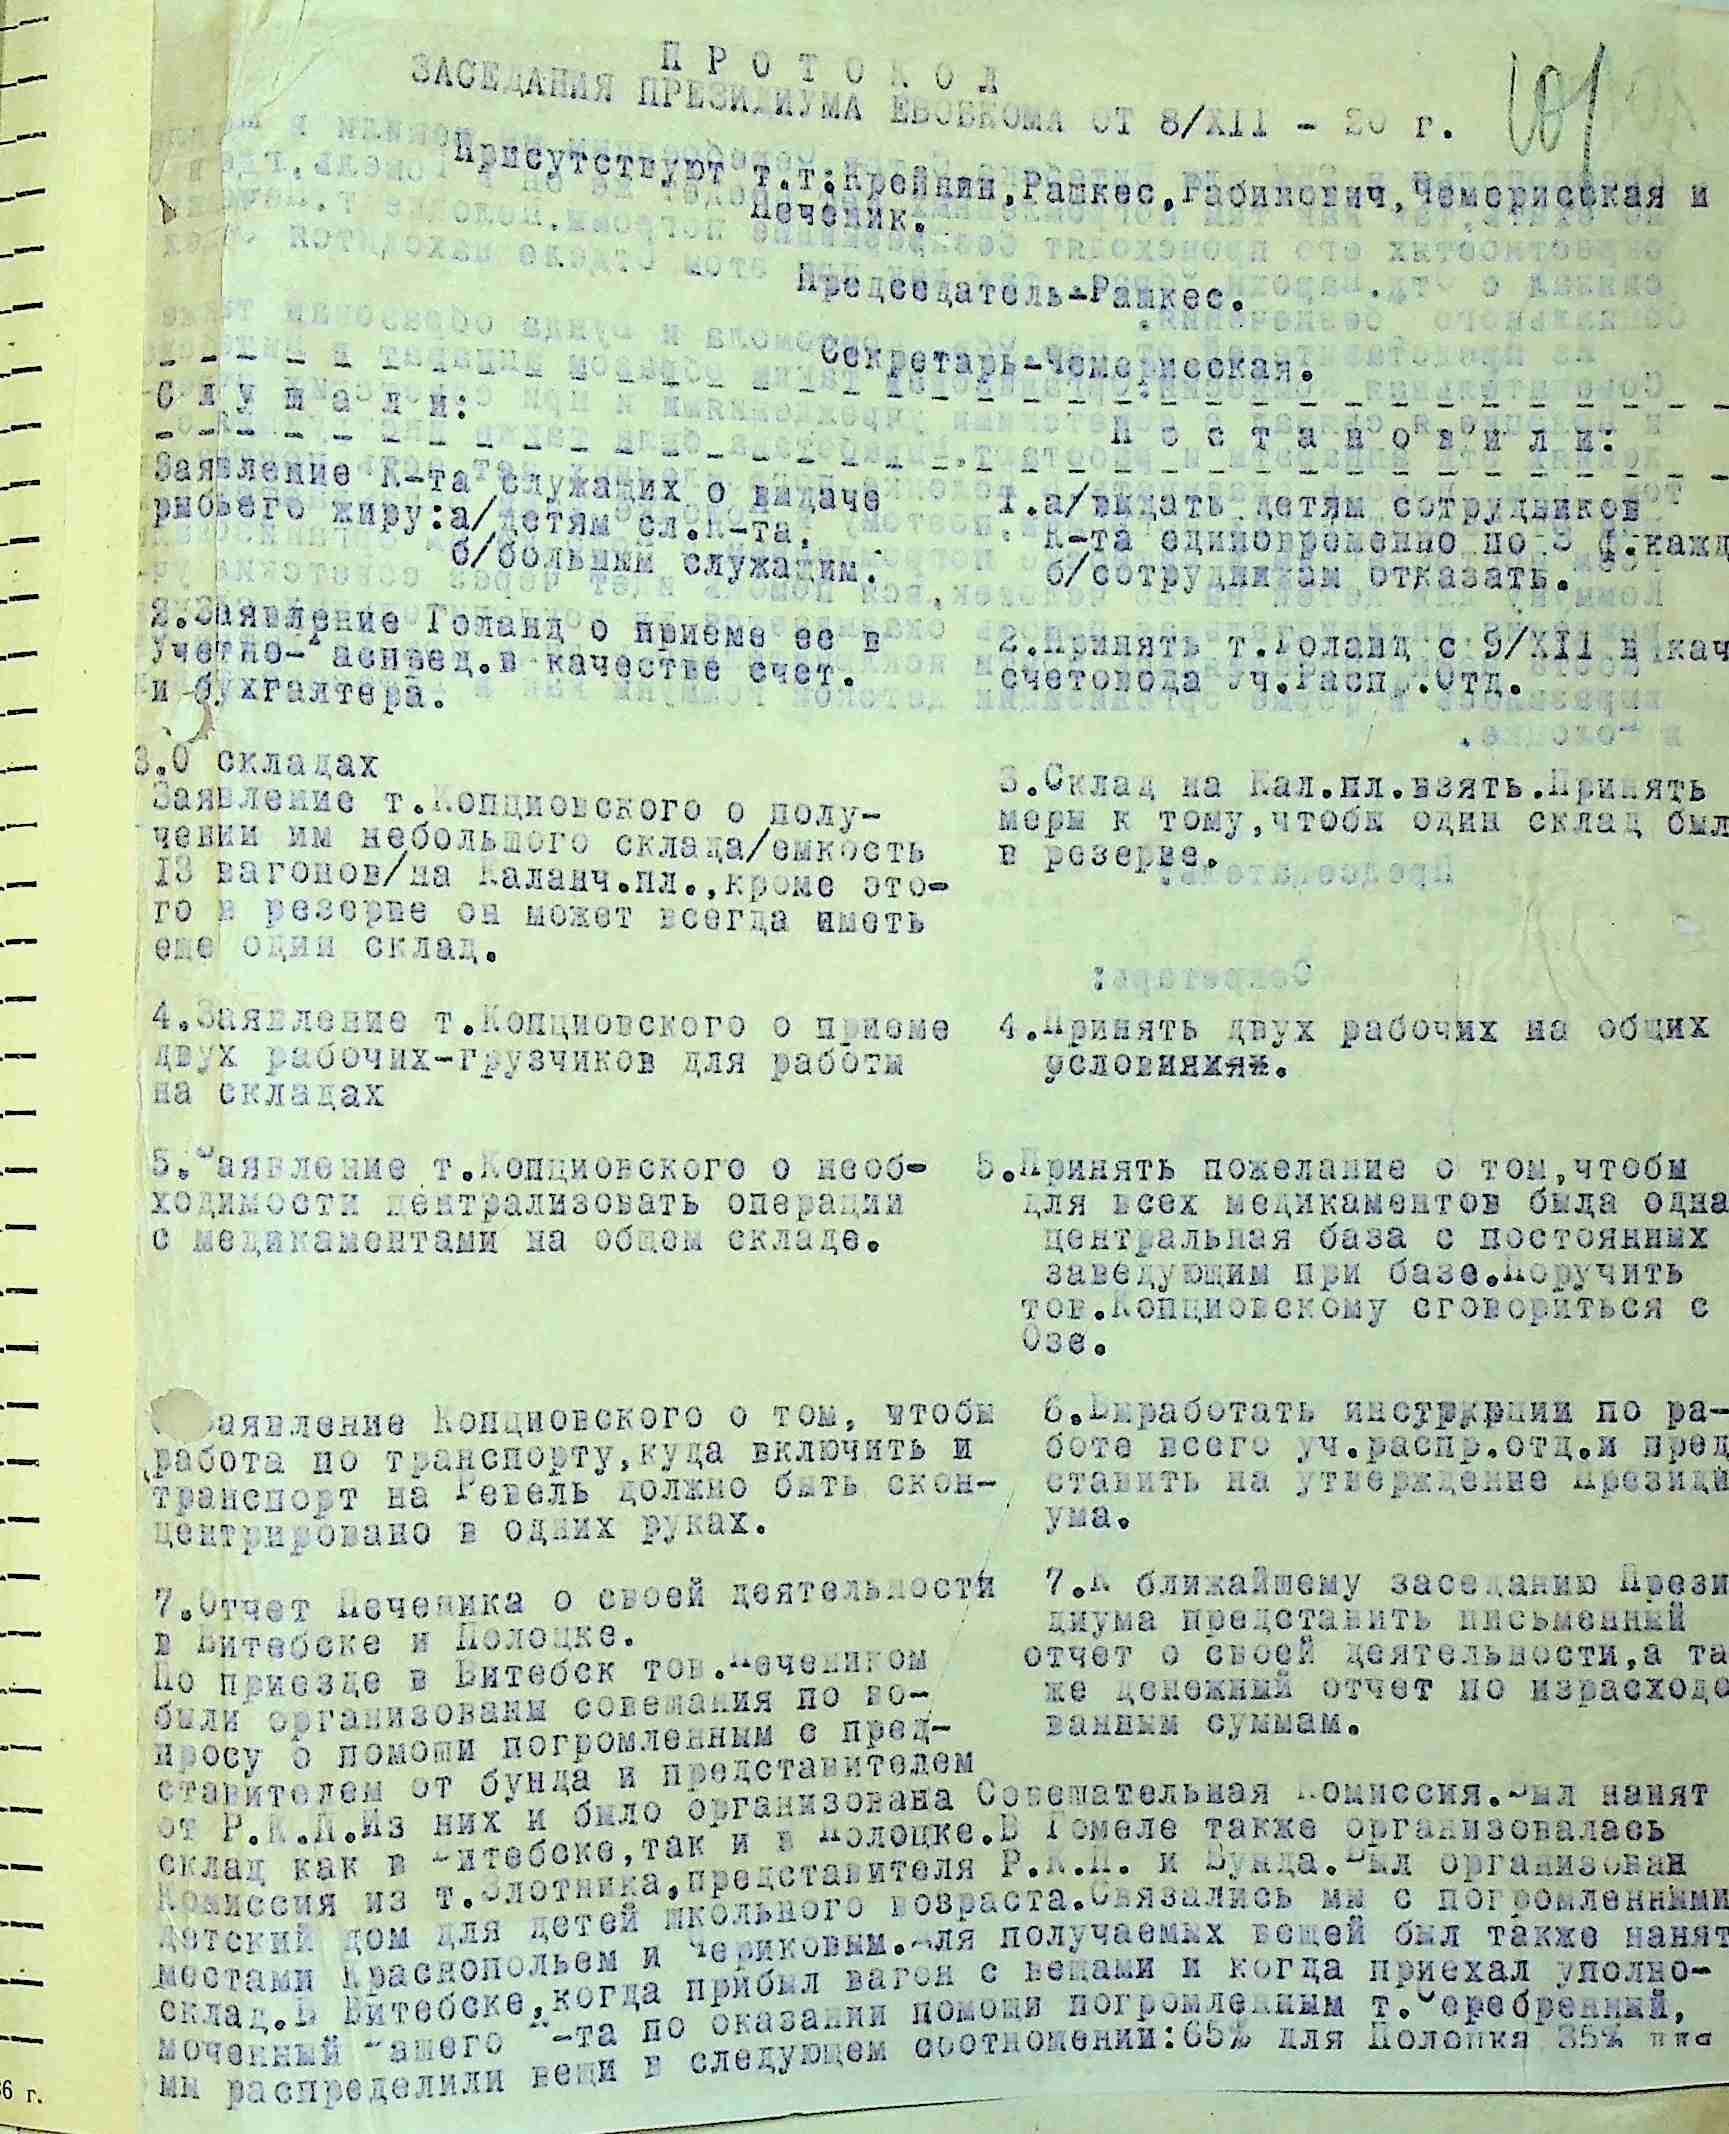 П Р О Т О К О Л
ЗАСЕДАНИЯ ПРЕЗИДИУМА ЕВОБКОМА ОТ 8/XII - 20 г.
101
Присутствуют т.т:Крейнин,Рашкес,Рабинович,Чемерисская и
Печеник.
Председатель-Рашкес.
Секретарь-Чемерисская.
С л у ш а л и:
П о с т а н о в и л и:
Заявление К-та служащих о выдаче
рыбьего жиру:а/детям сл.К-та.
б/больным служащим.
1.а/выдать детям сотрудников
К-та единовременно по 3 ф.кажд
б/сотрудникам отказать.
2.Заявление Голанд о приеме ее в
Учетно-Распред.в качестве счет.
и бухгалтера.
2.Принять т.Голанд с 9/XII в кач
счетовода Уч.Распр.Отд.
3.О складах
Заявление т.Копциовского о полу-
чении им небольшого склада/емкость
13 вагонов/на Каланч.пл.,кроме это-
го в резерве он может всегда иметь
еще один склад.
3.Склад на Кал.пл.взять.Принять
меры к тому,чтобы один склад был
в резерве.
4.Заявление т.Копциовского о приеме
двух рабочих-грузчиков для работы
на складах
4.Принять двух рабочих на общих
условиях.
5.Заявление т.Копциовского о необ-
ходимости централизовать операции
с медикаментами на общем складе.
5.Принять пожелание о том,чтобы
для всех медикаментов была одна
центральная база с постоянных
заведующим при базе.Поручить
тов.Копциовскому сговориться с
Озе.
аявление Копциовского о том, чтобы
работа по транспорту,куда включить и
транспорт на Ревель должно быть скон-
центрировано в одних руках.
6.Выработать инструкции по ра-
боте всего уч.распр.отд.и пред
ставить на утверждение Президи
ума.
7.Отчет Печеника о своей деятельности
в Витебске и Полоцке.
По приезде в Витебск тов.Печеником
были организованы совещания по во-
просу о помощи погромленным с пред-
ставителем от бунда и представителем
7.К ближайшему заседанию Прези
диума представить письменный
отчет о своей деятельности,а та
же денежный отчет по израсходо
ванным суммам.
от Р.К.П.Из них и было организована Совещательная Комиссия.Был нанят
склад как в Витебске,так и в Полоцке.В Гомеле также организовалась
Комиссия из т.Злотника,представителя Р.К.П. и Бунда.Был организован
детский дом для детей школьного возраста.Связались мы с погромленными
местами Краснопольем и Чериковым.Для получаемых вещей был также нанят
склад.В Витебске,когда прибыл вагон с вещами и когда приехал уполно-
моченный Нашего К-та по оказании помощи погромленным т.Серебренный,
мы распределили вещи в следующем соотношении:65% для Полоцка 35% для
6 г.